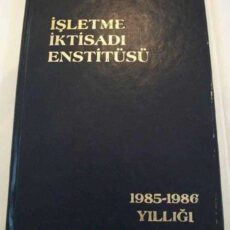 İŞLETME
İKTİSADI
ENSTİTÜSÜ
1985-1986
YILLIĞI